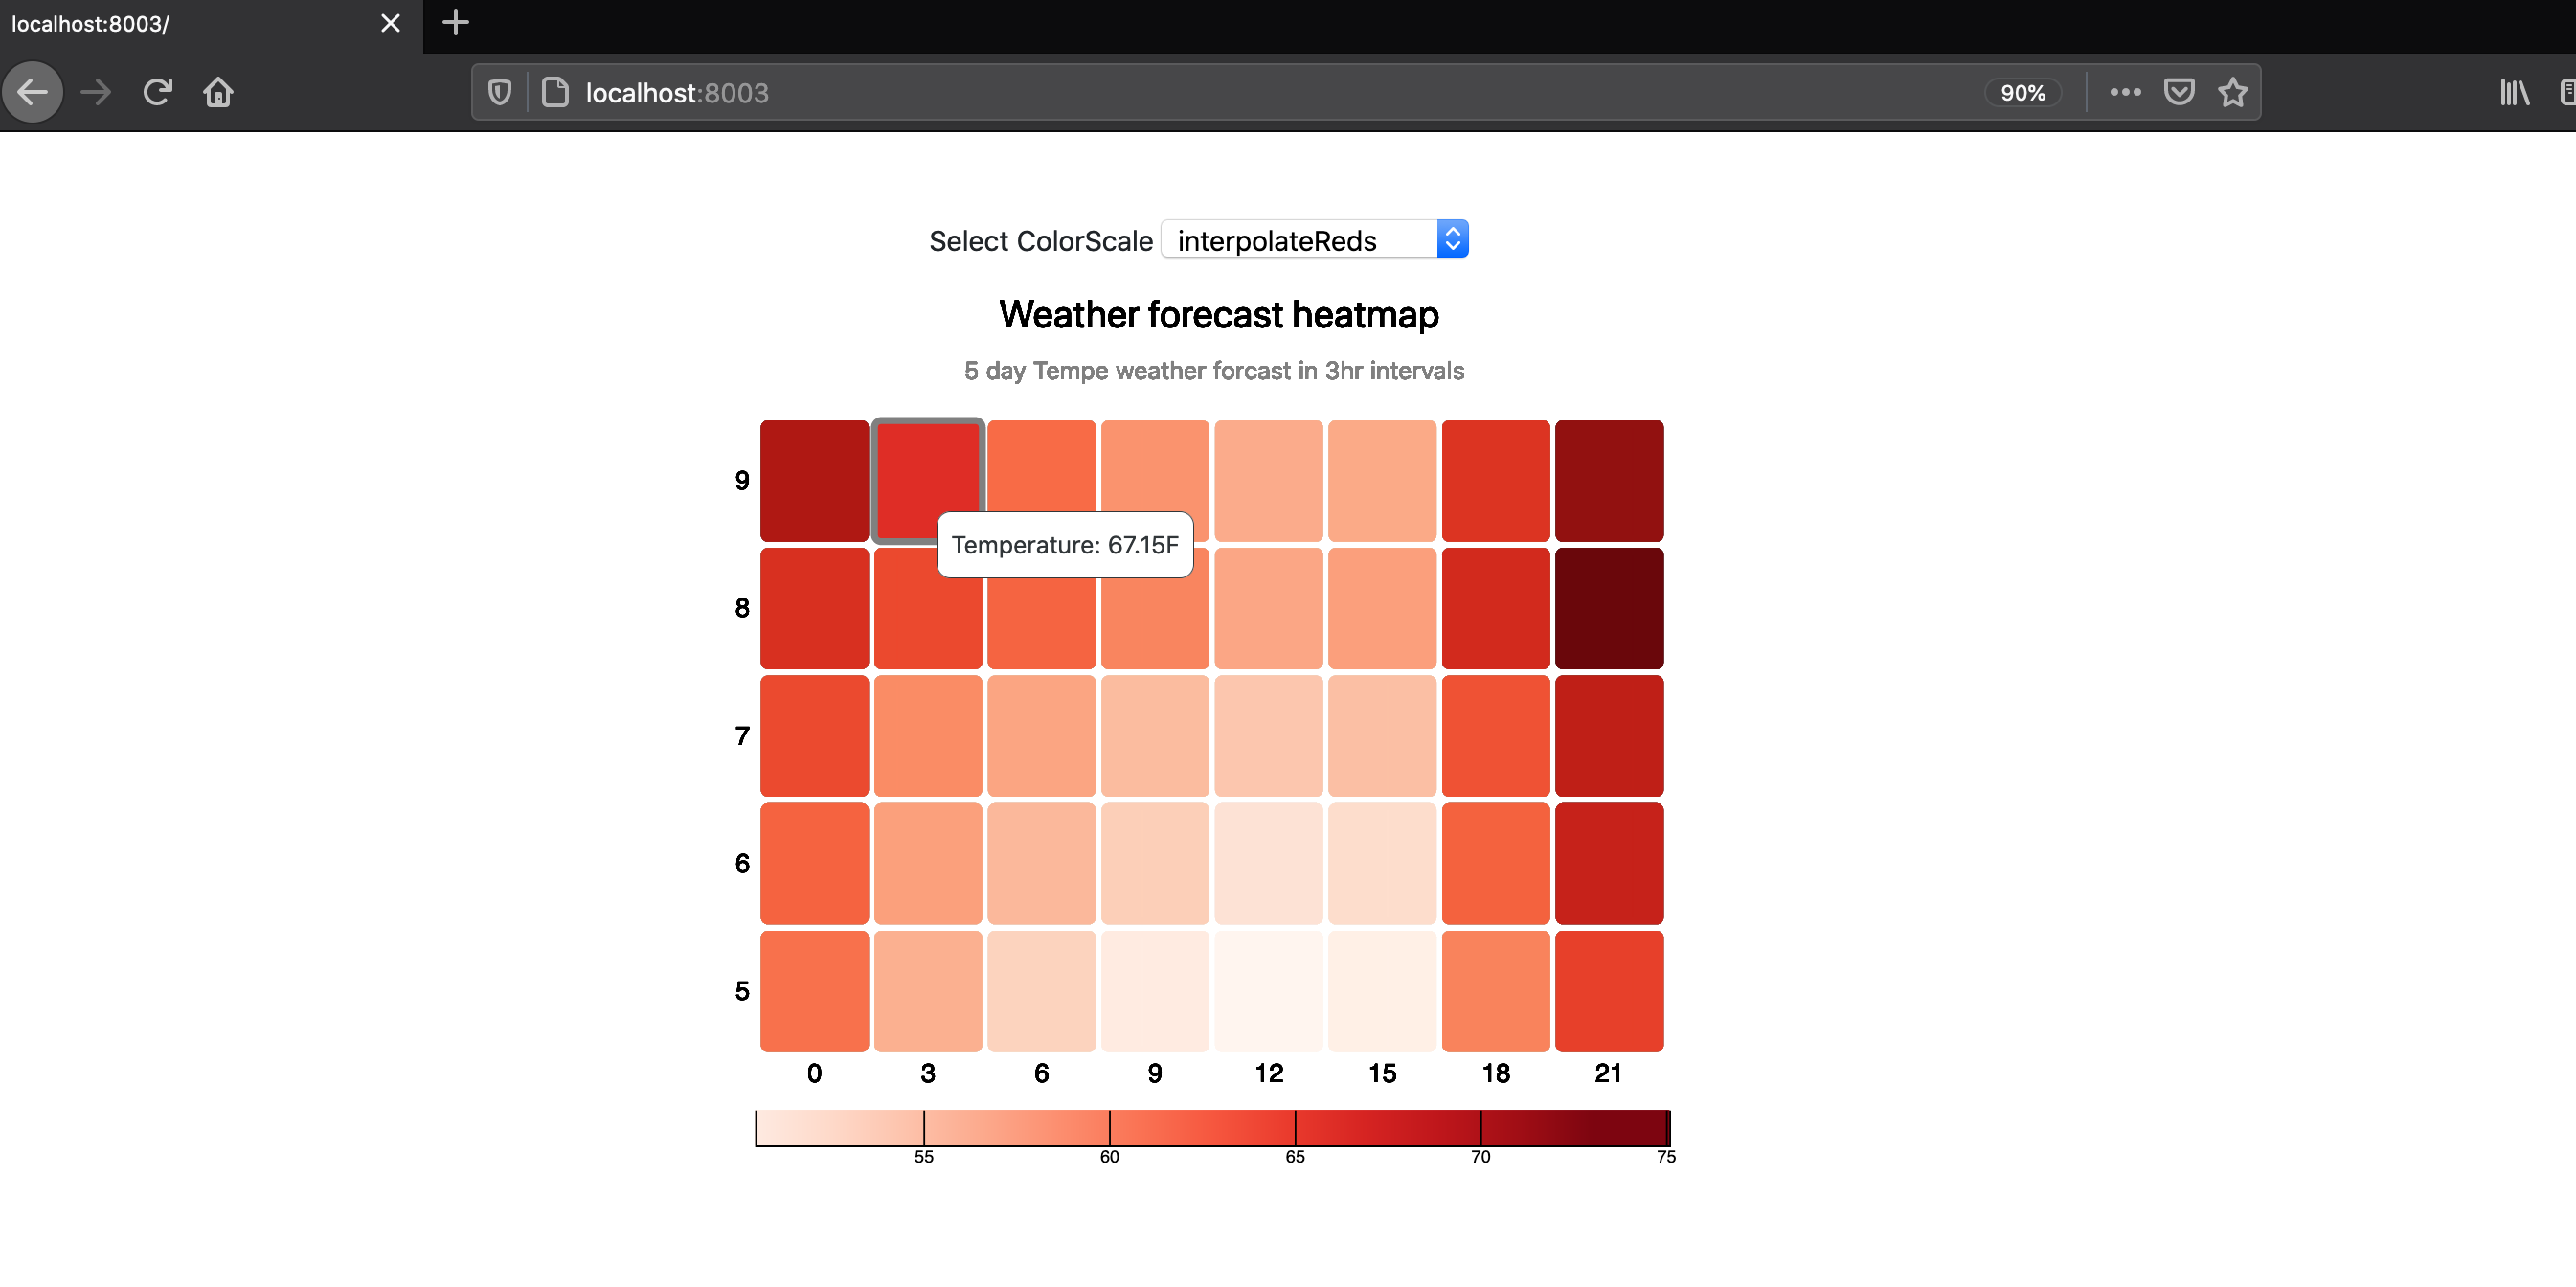 localhost:8003/
localhost:8003
90%
Select ColorScale interpolateReds
Weather forecast heatmap
5 day Tempe weather forcast in 3hr intervals
9
Temperature: 67.15F
8
7
6
5
0 3 6 9 12 15 18 21
55 60 65 70 75